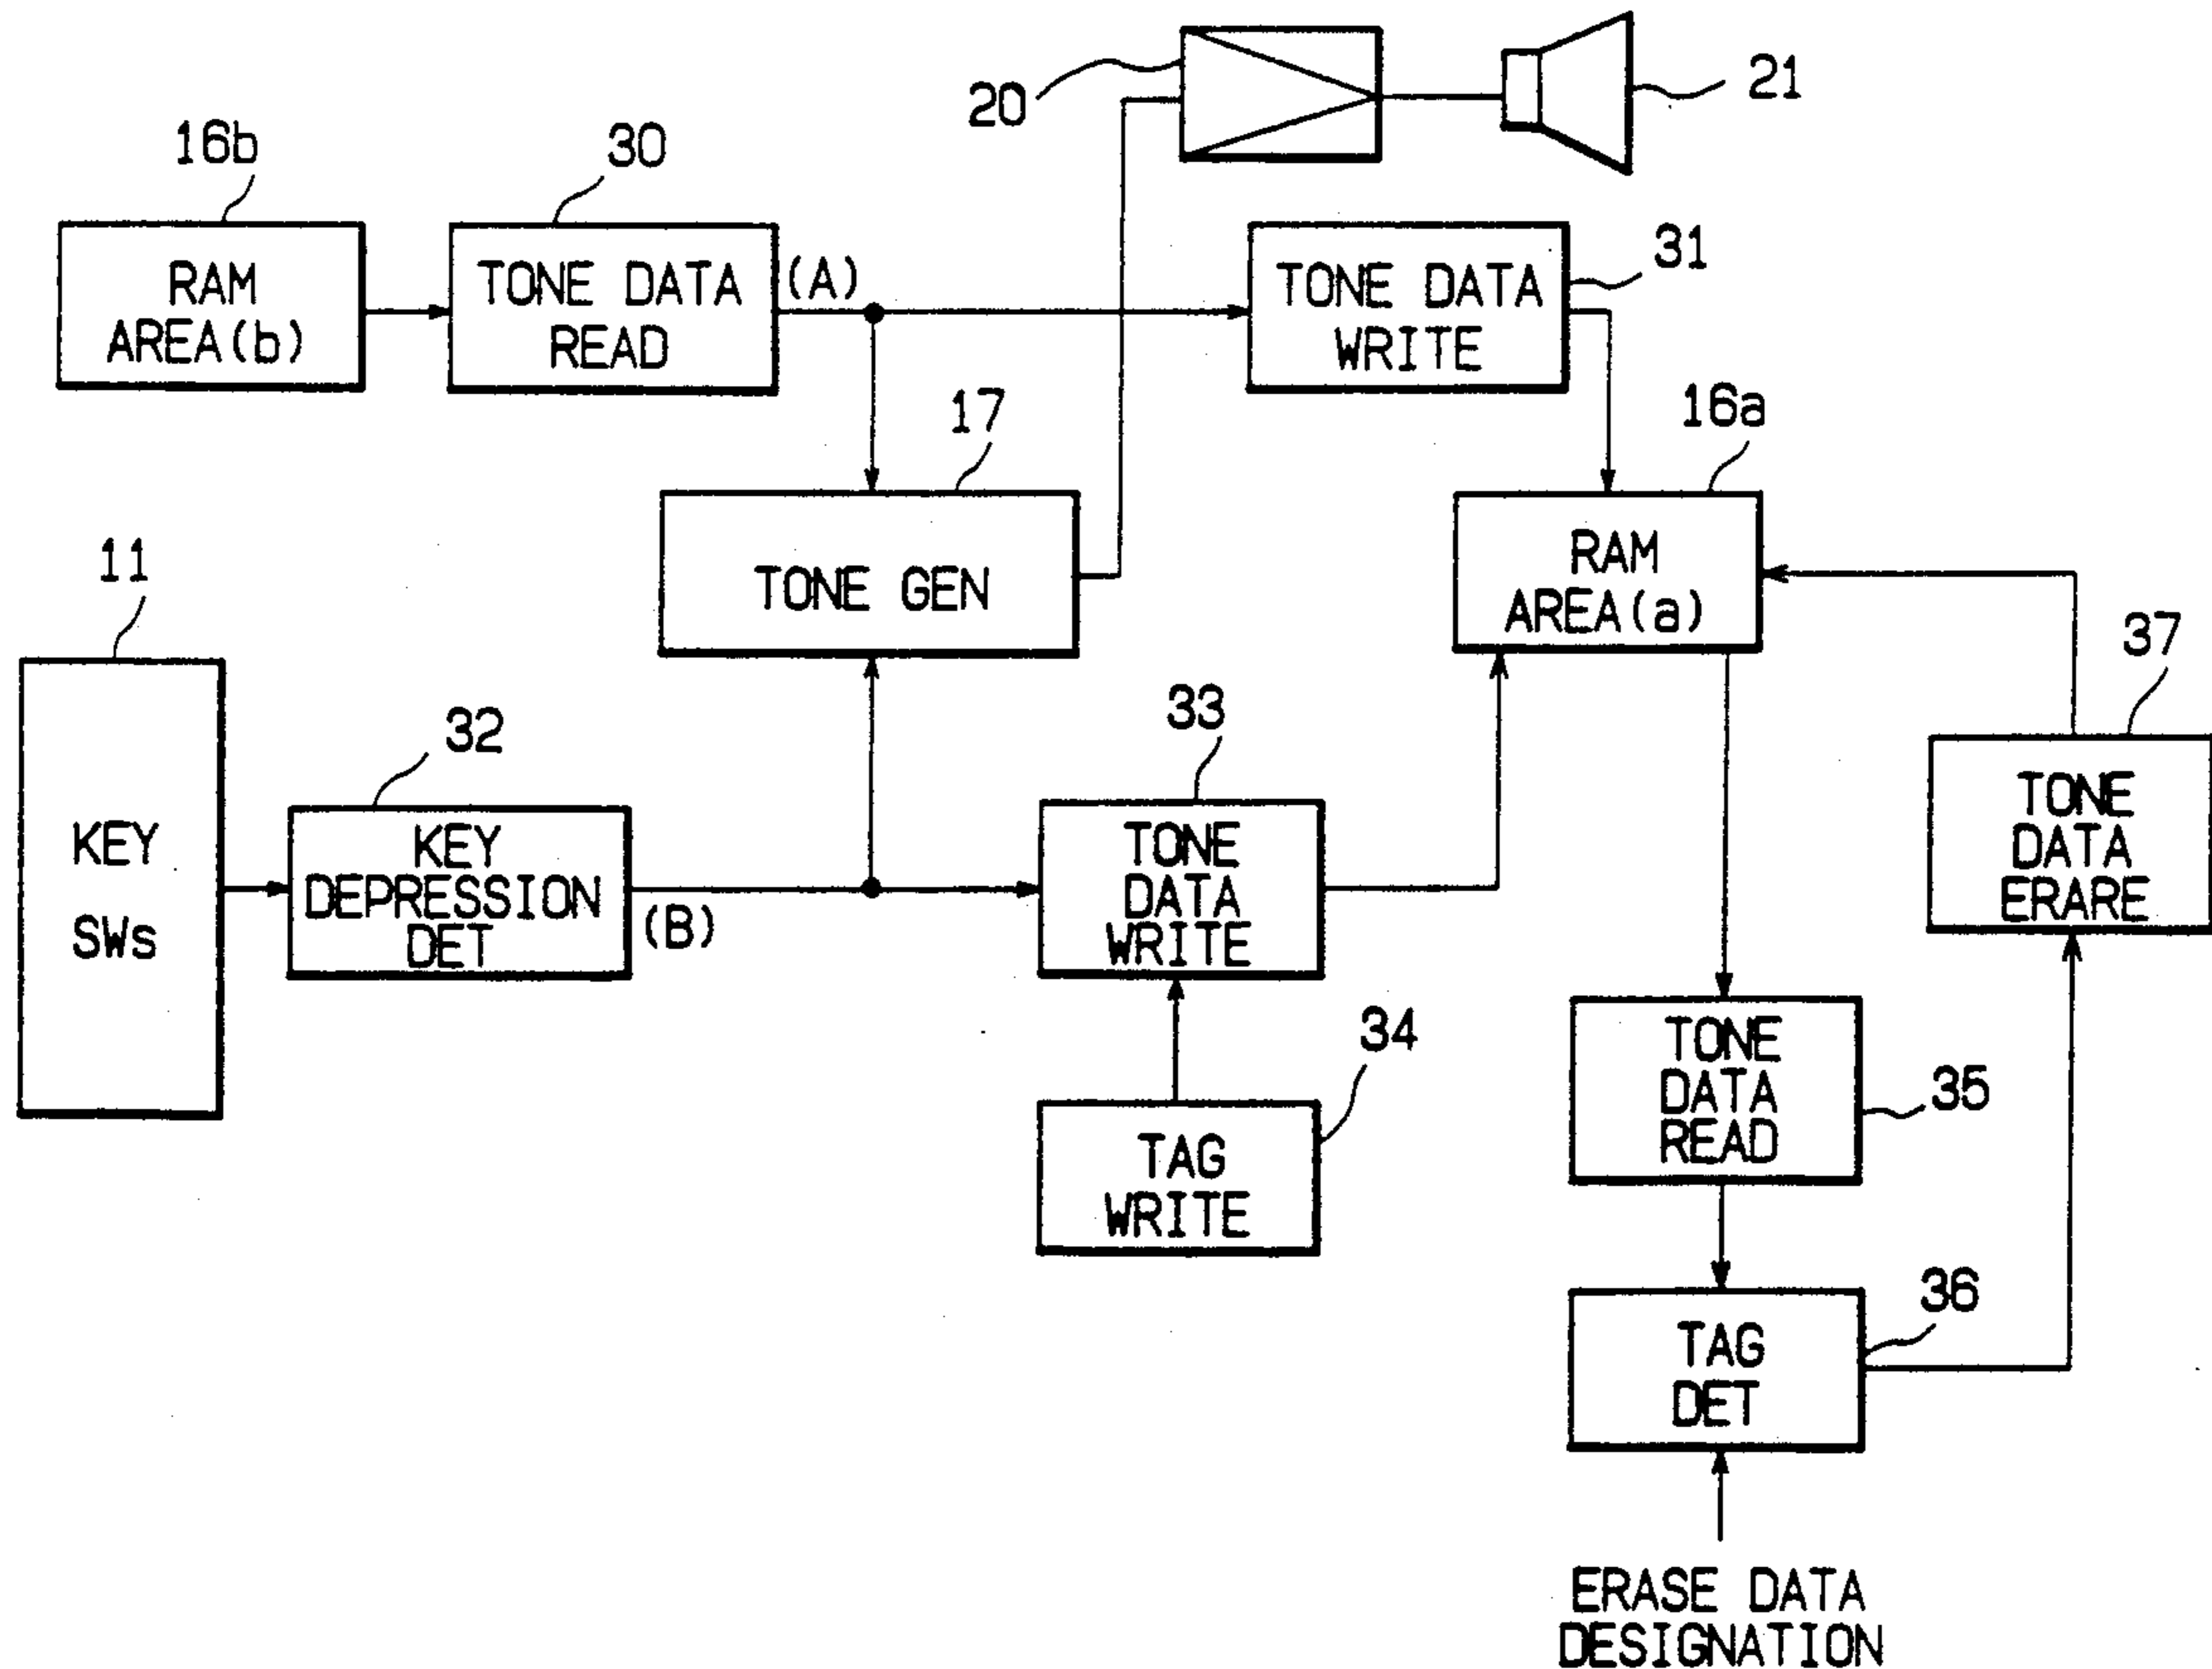 20
21
16b
30
RAM
AREA(b)
TONE DATA
READ
(A)
TONE DATA
WRITE
31
17
16a
TONE GEN
RAM
AREA(a)
11
KEY
SWs
32
KEY
DEPRESSION
DET
(B)
33
TONE
DATA
WRITE
37
TONE
DATA
ERARE
34
TAG
WRITE
TONE
DATA
READ
35
36
TAG
DET
ERASE DATA
DESIGNATION